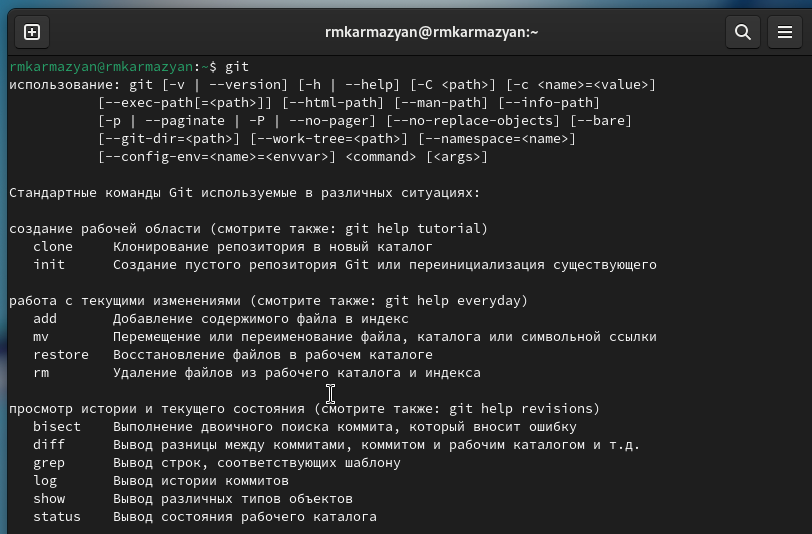 rmkarmazyan@rmkarmazyan:~
rmkarmazyan@rmkarmazyan:~$ git
использование: git [-v | --version] [-h | --help] [-C <path>] [-c <name>=<value>]
           [--exec-path[=<path>]] [--html-path] [--man-path] [--info-path]
           [-p | --paginate | -P | --no-pager] [--no-replace-objects] [--bare]
           [--git-dir=<path>] [--work-tree=<path>] [--namespace=<name>]
           [--config-env=<name>=<envvar>] <command> [<args>]

Стандартные команды Git используемые в различных ситуациях:

создание рабочей области (смотрите также: git help tutorial)
   clone     Клонирование репозитория в новый каталог
   init      Создание пустого репозитория Git или переинициализация существующего

работа с текущими изменениями (смотрите также: git help everyday)
   add       Добавление содержимого файла в индекс
   mv        Перемещение или переименование файла, каталога или символьной ссылки
   restore   Восстановление файлов в рабочем каталоге
   rm        Удаление файлов из рабочего каталога и индекса

просмотр истории и текущего состояния (смотрите также: git help revisions)
   bisect    Выполнение двоичного поиска коммита, который вносит ошибку
   diff      Вывод разницы между коммитами, коммитом и рабочим каталогом и т.д.
   grep      Вывод строк, соответствующих шаблону
   log       Вывод истории коммитов
   show      Вывод различных типов объектов
   status    Вывод состояния рабочего каталога